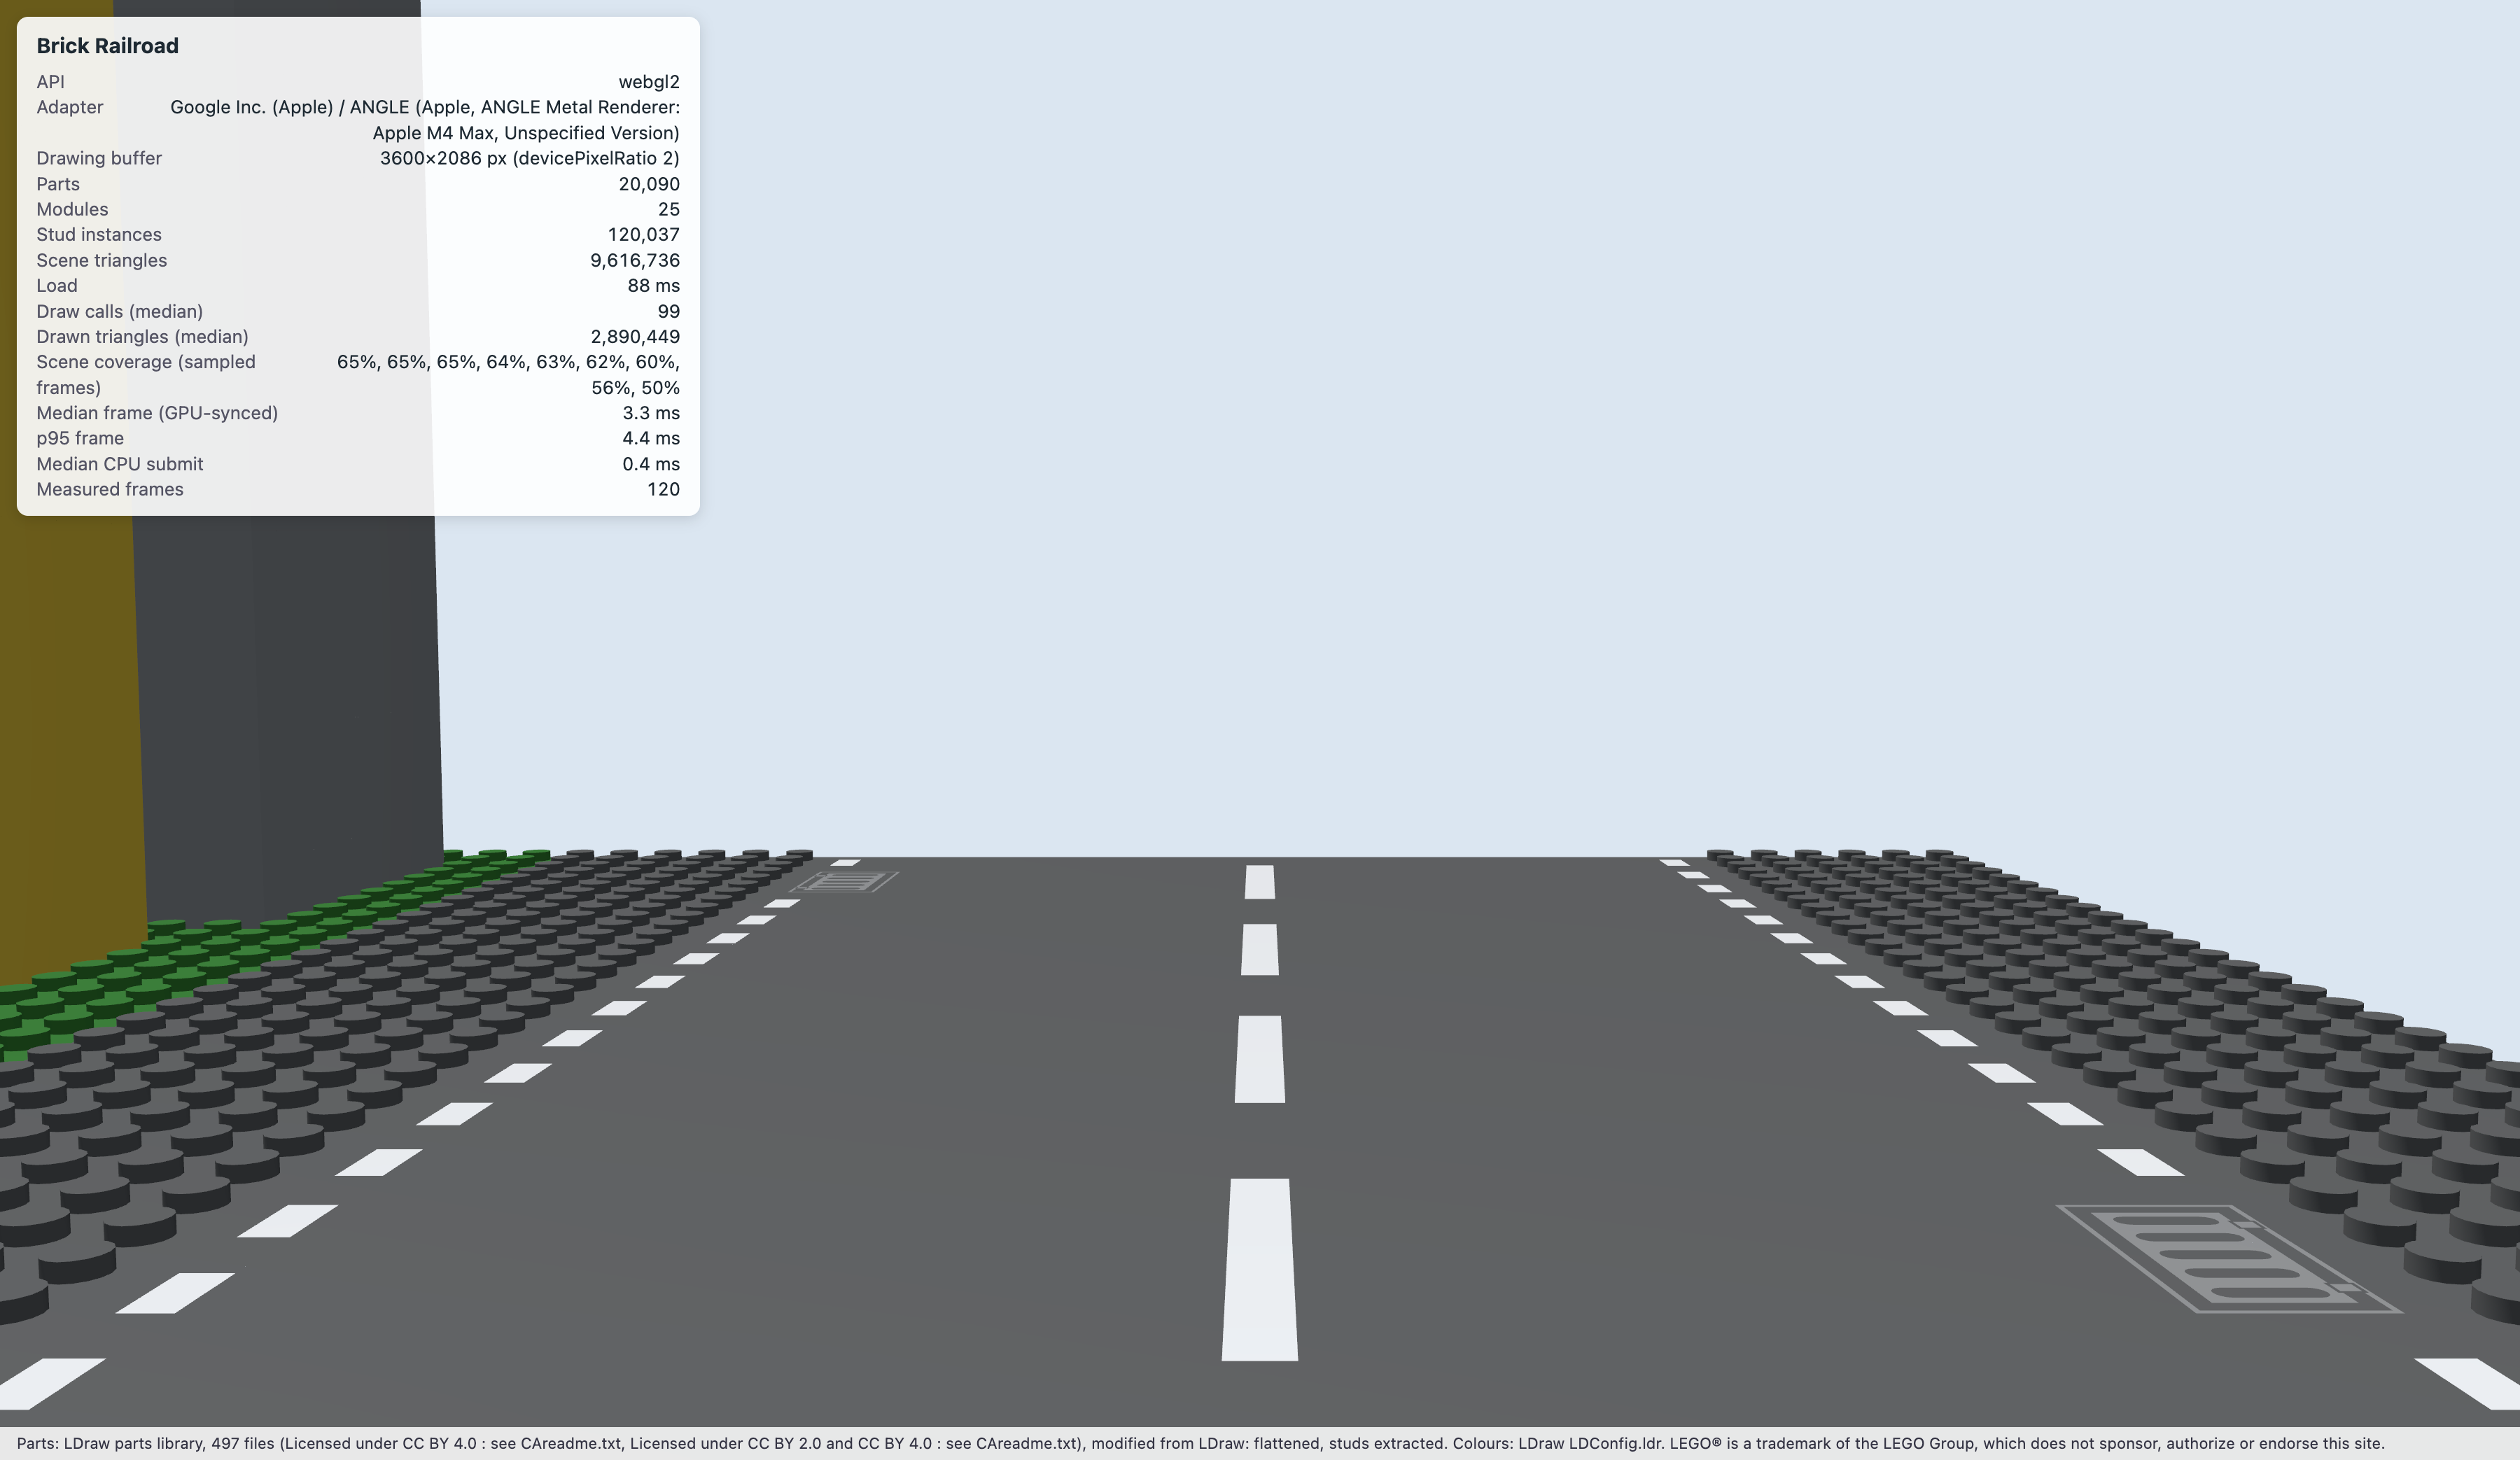 Brick Railroad
API webgl2
Adapter Google Inc. (Apple) / ANGLE (Apple, ANGLE Metal Renderer:
Apple M4 Max, Unspecified Version)
Drawing buffer 3600×2086 px (devicePixelRatio 2)
Parts 20,090
Modules 25
Stud instances 120,037
Scene triangles 9,616,736
Load 88 ms
Draw calls (median) 99
Drawn triangles (median) 2,890,449
Scene coverage (sampled 65%, 65%, 65%, 64%, 63%, 62%, 60%,
frames) 56%, 50%
Median frame (GPU-synced) 3.3 ms
p95 frame 4.4 ms
Median CPU submit 0.4 ms
Measured frames 120
Parts: LDraw parts library, 497 files (Licensed under CC BY 4.0 : see CAreadme.txt, Licensed under CC BY 2.0 and CC BY 4.0 : see CAreadme.txt), modified from LDraw: flattened, studs extracted. Colours: LDraw LDConfig.ldr. LEGO® is a trademark of the LEGO Group, which does not sponsor, authorize or endorse this site.